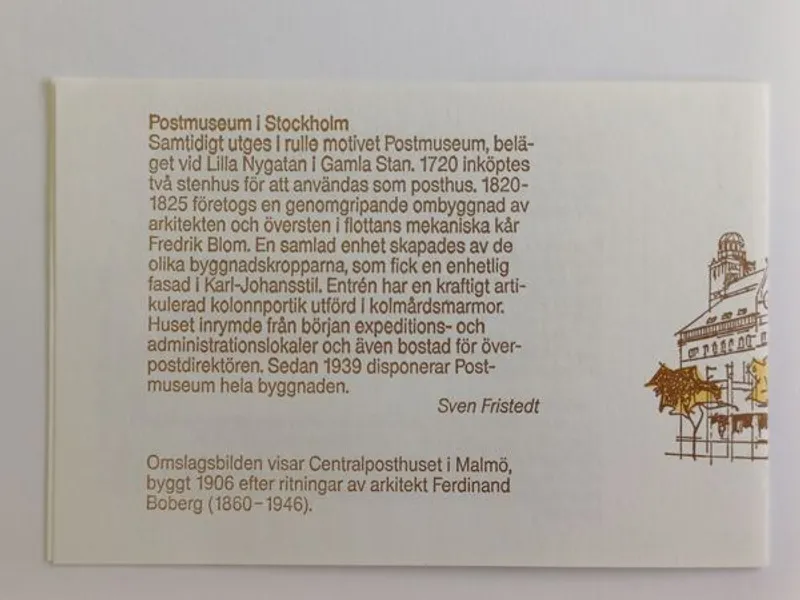 Postmuseum i Stockholm
Samtidigt utges i rulle motivet Postmuseum, belä-
get vid Lilla Nygatan i Gamla Stan. 1720 inköptes
två stenhus för att användas som posthus. 1820-
1825 företogs en genomgripande ombyggnad av
arkitekten och översten i flottans mekaniska kår
Fredrik Blom. En samlad enhet skapades av de
olika byggnadskropparna, som fick en enhetlig
fasad i Karl-Johansstil. Entrén har en kraftigt arti-
kulerad kolonnportik utförd i kolmårdsmarmor.
Huset inrymde från början expeditions- och
administrationslokaler och även bostad för över-
postdirektören. Sedan 1939 disponerar Post-
museum hela byggnaden.
Sven Fristedt
Omslagsbilden visar Centralposthuset i Malmö,
byggt 1906 efter ritningar av arkitekt Ferdinand
Boberg (1860–1946).